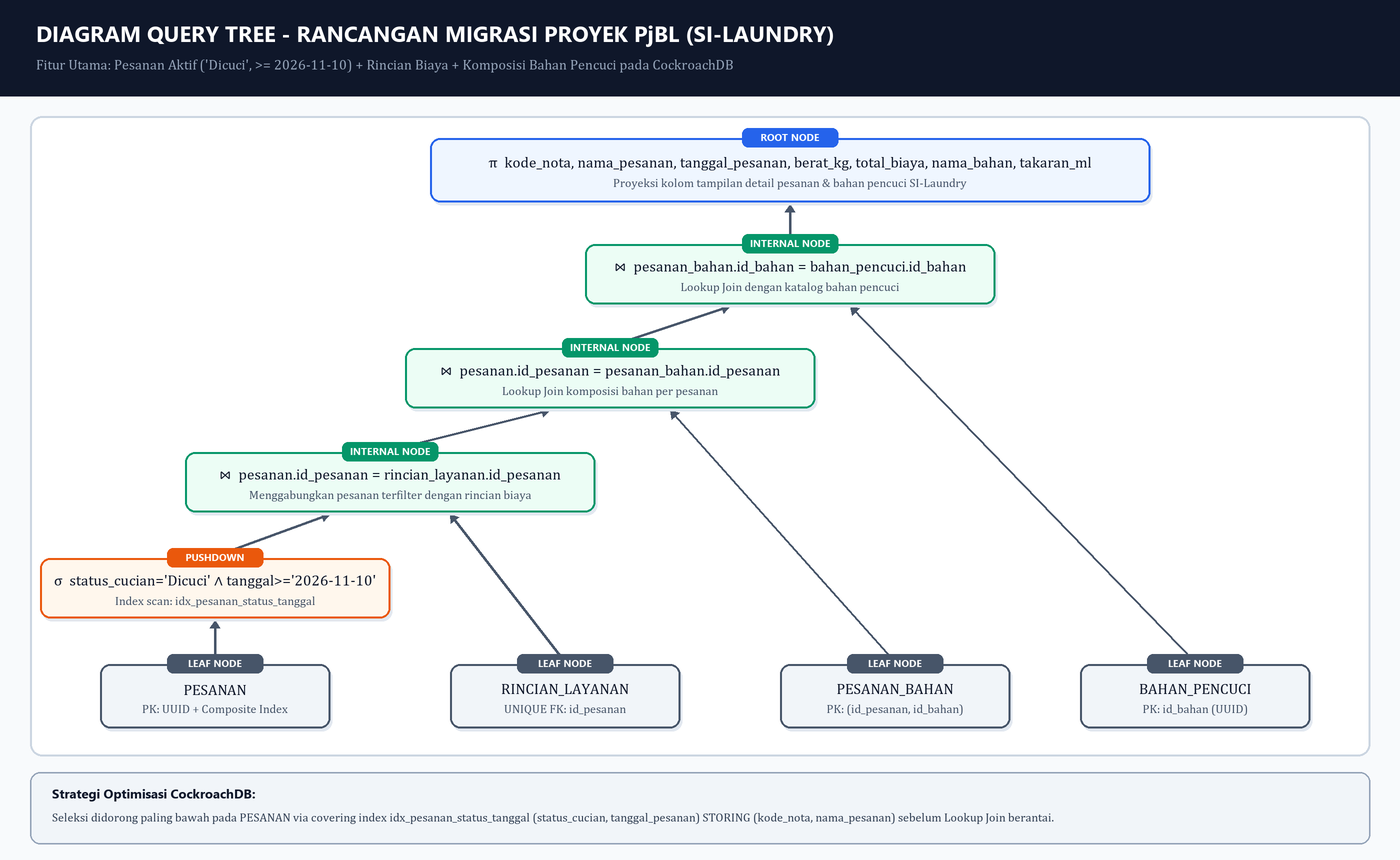 DIAGRAM QUERY TREE - RANCANGAN MIGRASI PROYEK PjBL (SI-LAUNDRY)
Fitur Utama: Pesanan Aktif ('Dicuci', >= 2026-11-10) + Rincian Biaya + Komposisi Bahan Pencuci pada CockroachDB
ROOT NODE
π kode_nota, nama_pesanan, tanggal_pesanan, berat_kg, total_biaya, nama_bahan, takaran_ml
Proyeksi kolom tampilan detail pesanan & bahan pencuci SI-Laundry
INTERNAL NODE
⋈ pesanan_bahan.id_bahan = bahan_pencuci.id_bahan
Lookup Join dengan katalog bahan pencuci
INTERNAL NODE
⋈ pesanan.id_pesanan = pesanan_bahan.id_pesanan
Lookup Join komposisi bahan per pesanan
INTERNAL NODE
⋈ pesanan.id_pesanan = rincian_layanan.id_pesanan
Menggabungkan pesanan terfilter dengan rincian biaya
PUSHDOWN
σ status_cucian='Dicuci' ∧ tanggal>='2026-11-10'
Index scan: idx_pesanan_status_tanggal
LEAF NODE
PESANAN
PK: UUID + Composite Index
LEAF NODE
RINCIAN_LAYANAN
UNIQUE FK: id_pesanan
LEAF NODE
PESANAN_BAHAN
PK: (id_pesanan, id_bahan)
LEAF NODE
BAHAN_PENCUCI
PK: id_bahan (UUID)
Strategi Optimisasi CockroachDB:
Seleksi didorong paling bawah pada PESANAN via covering index idx_pesanan_status_tanggal (status_cucian, tanggal_pesanan) STORING (kode_nota, nama_pesanan) sebelum Lookup Join berantai.